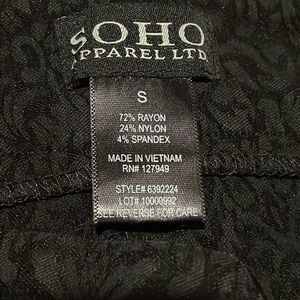 SOHO
APPAREL LTD
S
72% RAYON
24% NYLON
4% SPANDEX
MADE IN VIETNAM
RN# 127949
STYLE# 6392224
LOT# 10000992
SEE REVERSE FOR CARE